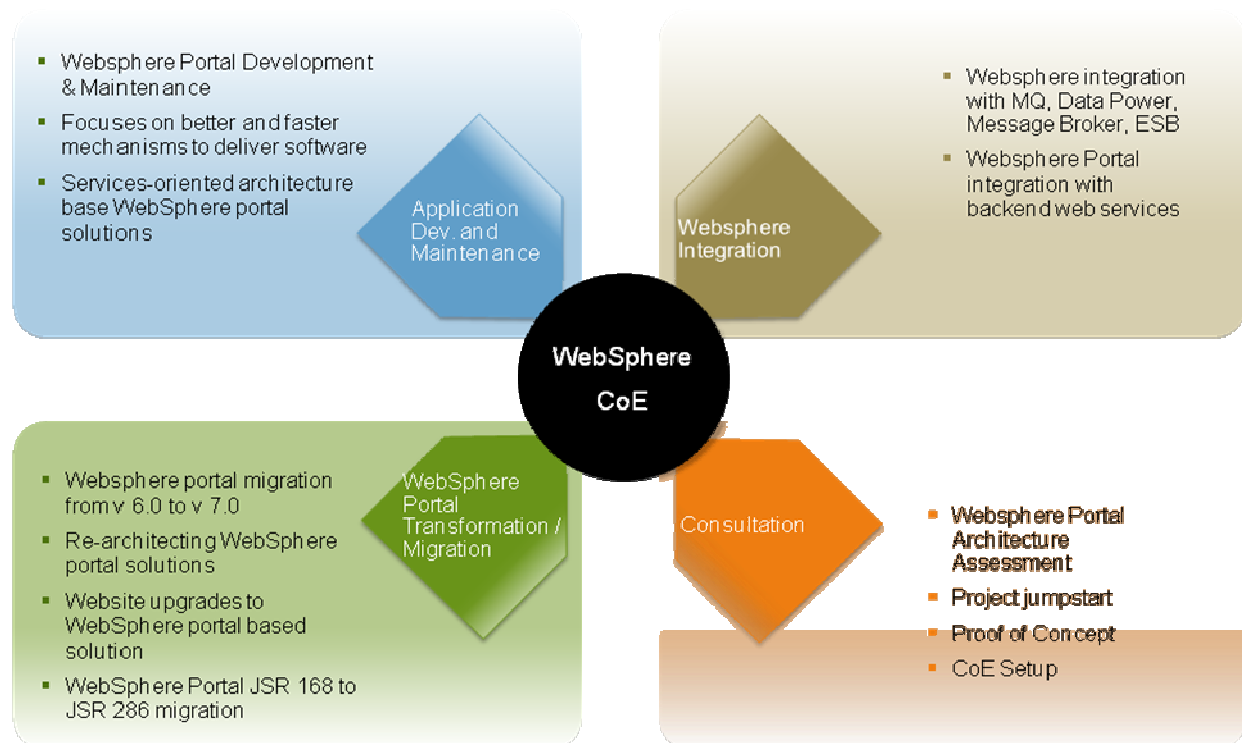 Websphere Portal Development
& Maintenance
Focuses on better and faster
mechanisms to deliver software
Services-oriented architecture
base WebSphere portal
solutions
Application
Dev. and
Maintenance
Websphere
Integration
Websphere integration
with MQ, Data Power,
Message Broker, ESB
Websphere Portal
integration with
backend web services
WebSphere
CoE
Websphere portal migration
from v 6.0 to v 7.0
Re-architecting WebSphere
portal solutions
Website upgrades to
WebSphere portal based
solution
WebSphere Portal JSR 168 to
JSR 286 migration
WebSphere
Portal
Transformation /
Migration
Consultation
Websphere Portal
Architecture
Assessment
Project jumpstart
Proof of Concept
CoE Setup